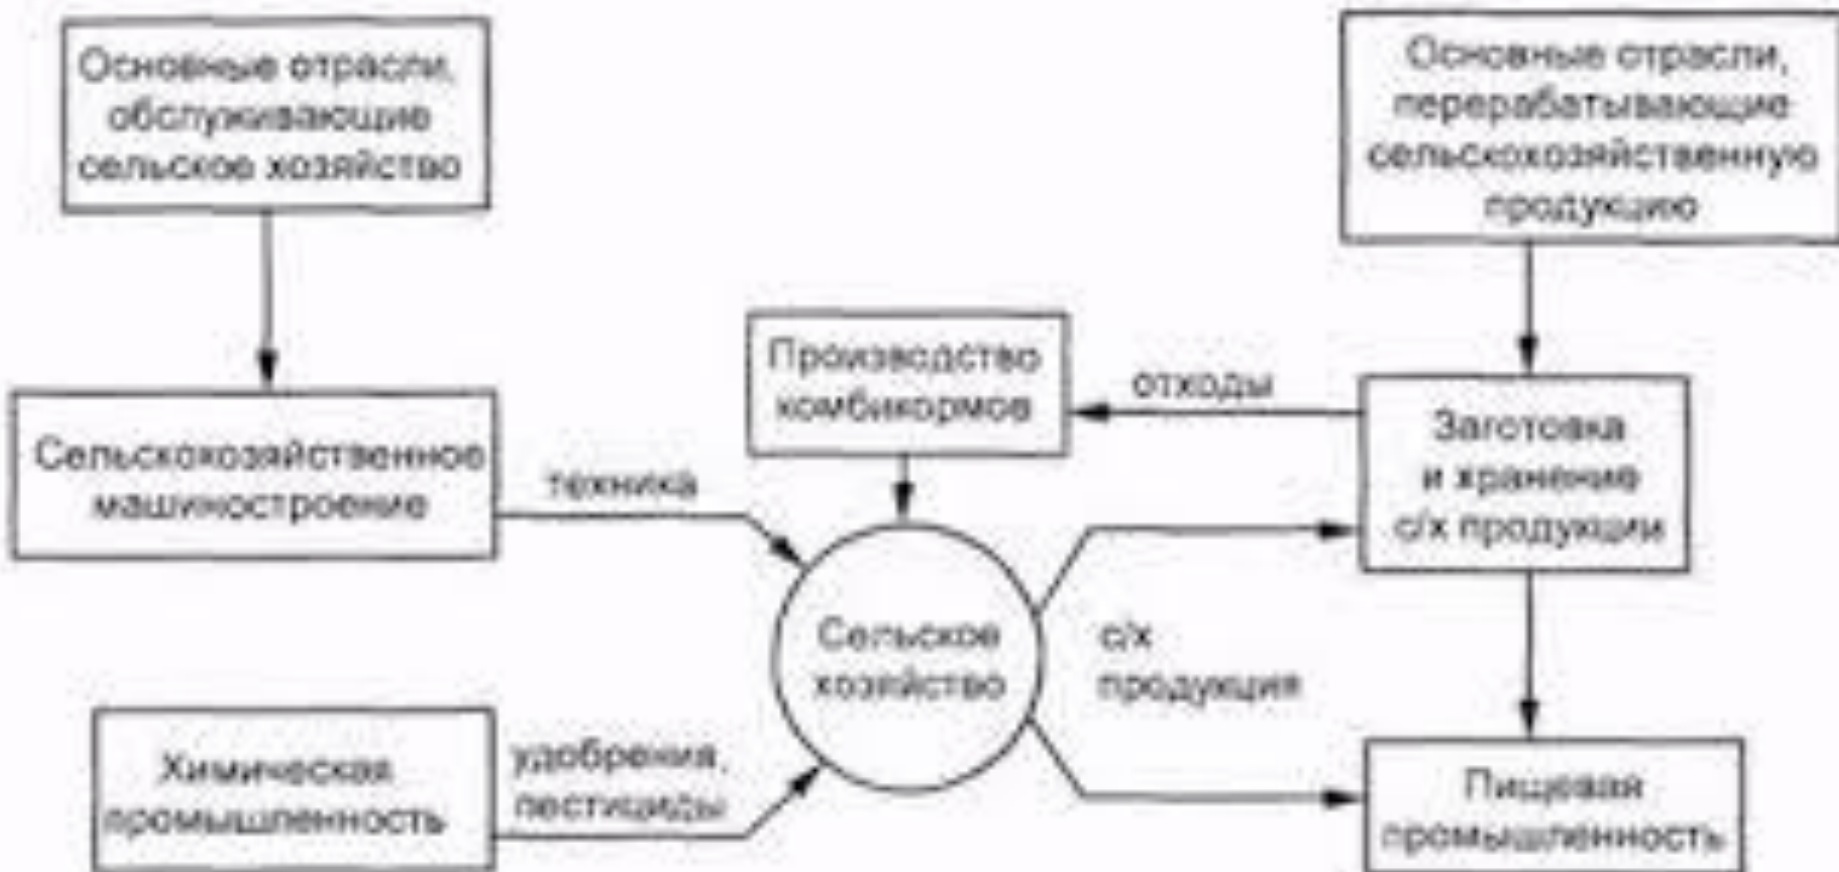 Основные отрасли,
обслуживающие
сельское хозяйство
Основные отрасли,
перерабатывающие
сельскохозяйственную
продукцию
Производство
комбикормов
отходы
Заготовка
и хранение
с/х продукции
Сельскохозяйственное
машиностроение
техника
Сельское
хозяйство
с/х
продукция
Химическая
промышленность
удобрения,
пестициды
Пищевая
промышленность